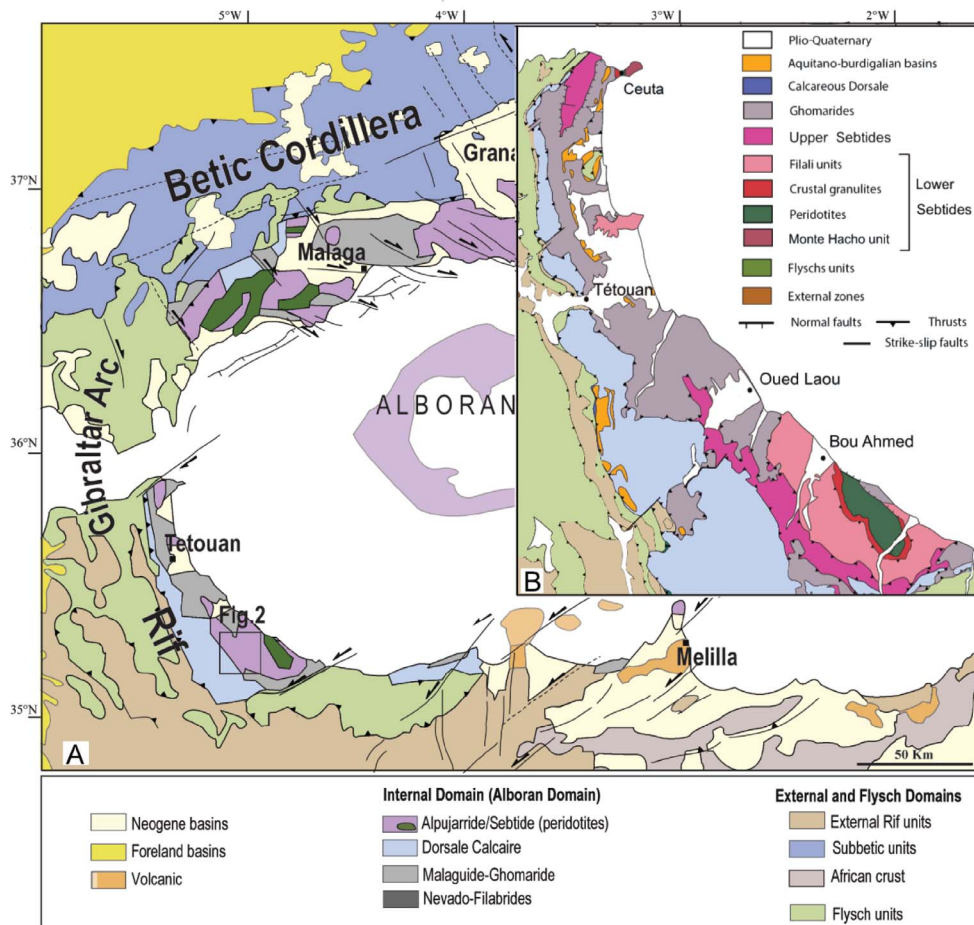 5°W
4°W
3°W
2°W
37°N
36°N
35°N
Betic Cordillera
Grana
Malaga
Gibraltar Arc
ALBORAN
Tetouan
Fig.2
Rif
Melilla
A
50 Km
Plio-Quaternary
Aquitano-burdigalian basins
Calcareous Dorsale
Ghomarides
Upper Sebtides
Filali units
Crustal granulites
Peridotites
Monte Hacho unit
Lower
Sebtides
Flyschs units
External zones
Normal faults
Thrusts
Strike-slip faults
Ceuta
Tétouan
Oued Laou
Bou Ahmed
B
Neogene basins
Foreland basins
Volcanic
Internal Domain (Alboran Domain)
Alpujarride/Sebtide (peridotites)
Dorsale Calcaire
Malaguide-Ghomaride
Nevado-Filabrides
External and Flysch Domains
External Rif units
Subbetic units
African crust
Flysch units